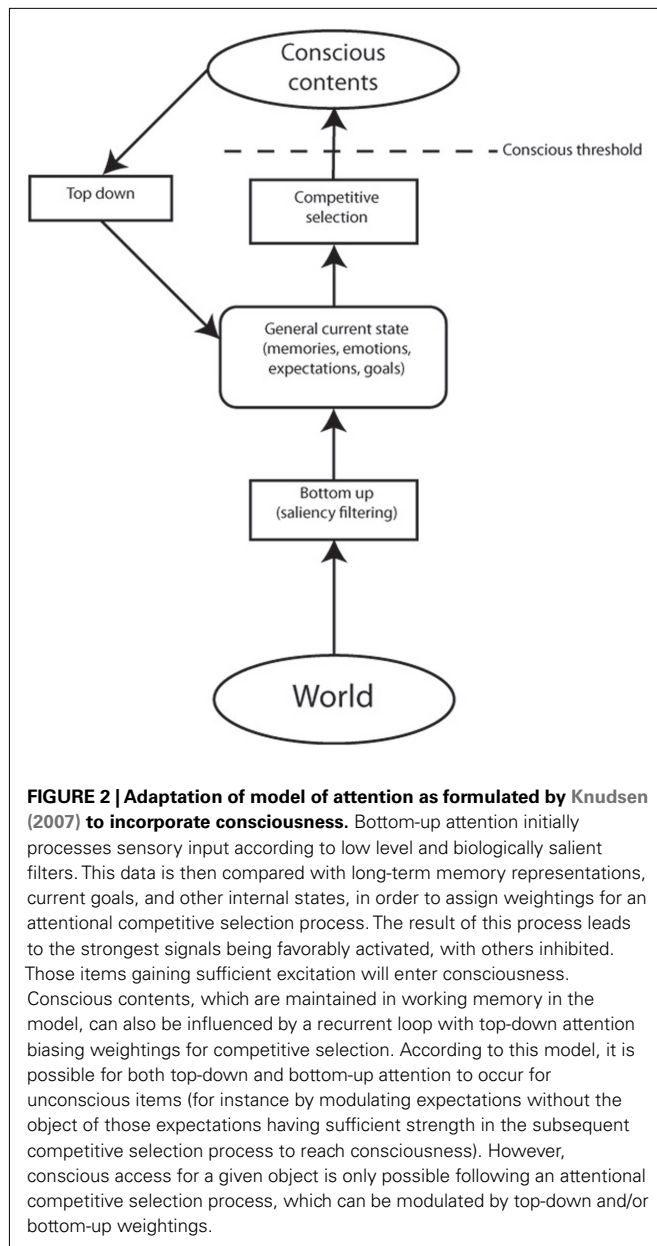 Conscious
contents
Conscious threshold
Top down
Competitive
selection
General current state
(memories, emotions,
expectations, goals)
Bottom up
(saliency filtering)
World
FIGURE 2 | Adaptation of model of attention as formulated by Knudsen
(2007) to incorporate consciousness. Bottom-up attention initially
processes sensory input according to low level and biologically salient
filters. This data is then compared with long-term memory representations,
current goals, and other internal states, in order to assign weightings for an
attentional competitive selection process. The result of this process leads
to the strongest signals being favorably activated, with others inhibited.
Those items gaining sufficient excitation will enter consciousness.
Conscious contents, which are maintained in working memory in the
model, can also be influenced by a recurrent loop with top-down attention
biasing weightings for competitive selection. According to this model, it is
possible for both top-down and bottom-up attention to occur for
unconscious items (for instance by modulating expectations without the
object of those expectations having sufficient strength in the subsequent
competitive selection process to reach consciousness). However,
conscious access for a given object is only possible following an attentional
competitive selection process, which can be modulated by top-down and/or
bottom-up weightings.